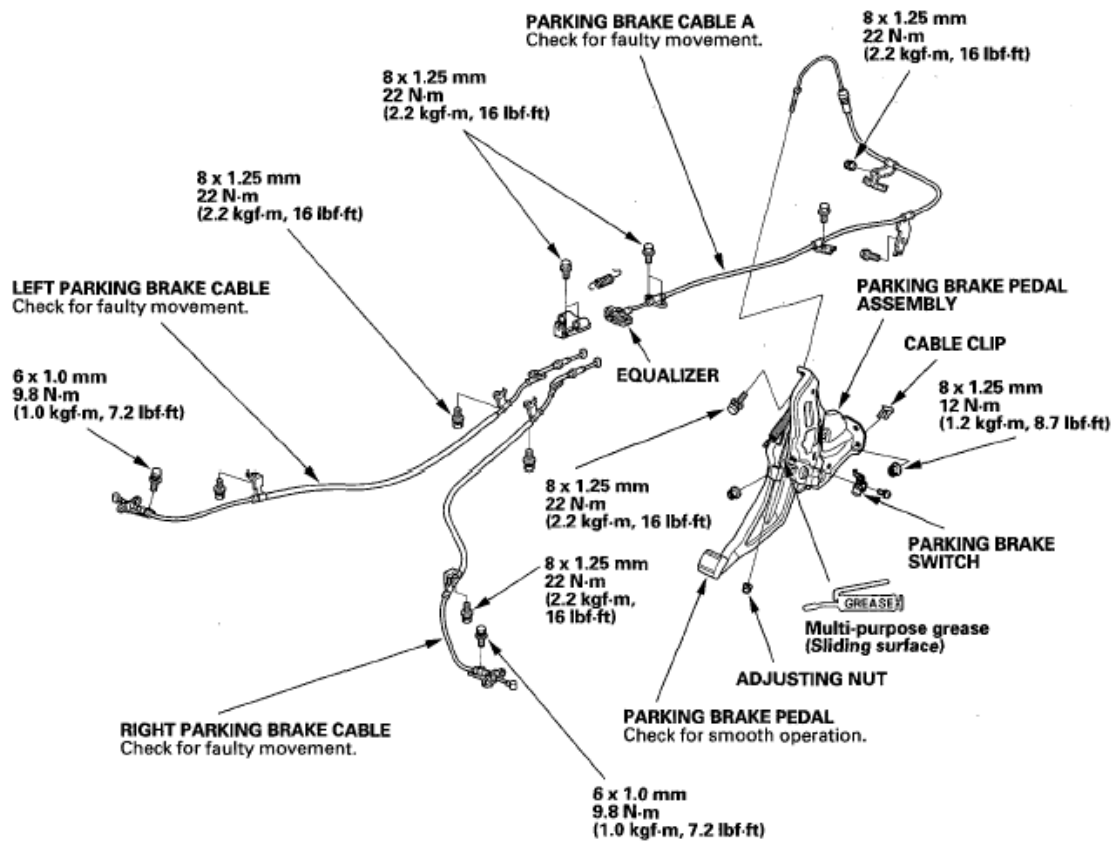 PARKING BRAKE CABLE A
Check for faulty movement.
8 x 1.25 mm
22 N·m
(2.2 kgf·m, 16 lbf·ft)
8 x 1.25 mm
22 N·m
(2.2 kgf·m, 16 lbf·ft)
8 x 1.25 mm
22 N·m
(2.2 kgf·m, 16 lbf·ft)
LEFT PARKING BRAKE CABLE
Check for faulty movement.
PARKING BRAKE PEDAL
ASSEMBLY
CABLE CLIP
EQUALIZER
6 x 1.0 mm
9.8 N·m
(1.0 kgf·m, 7.2 lbf·ft)
8 x 1.25 mm
12 N·m
(1.2 kgf·m, 8.7 lbf·ft)
8 x 1.25 mm
22 N·m
(2.2 kgf·m, 16 lbf·ft)
PARKING BRAKE
SWITCH
8 x 1.25 mm
22 N·m
(2.2 kgf·m,
16 lbf·ft)
GREASE
Multi-purpose grease
(Sliding surface)
ADJUSTING NUT
RIGHT PARKING BRAKE CABLE
Check for faulty movement.
PARKING BRAKE PEDAL
Check for smooth operation.
6 x 1.0 mm
9.8 N·m
(1.0 kgf·m, 7.2 lbf·ft)